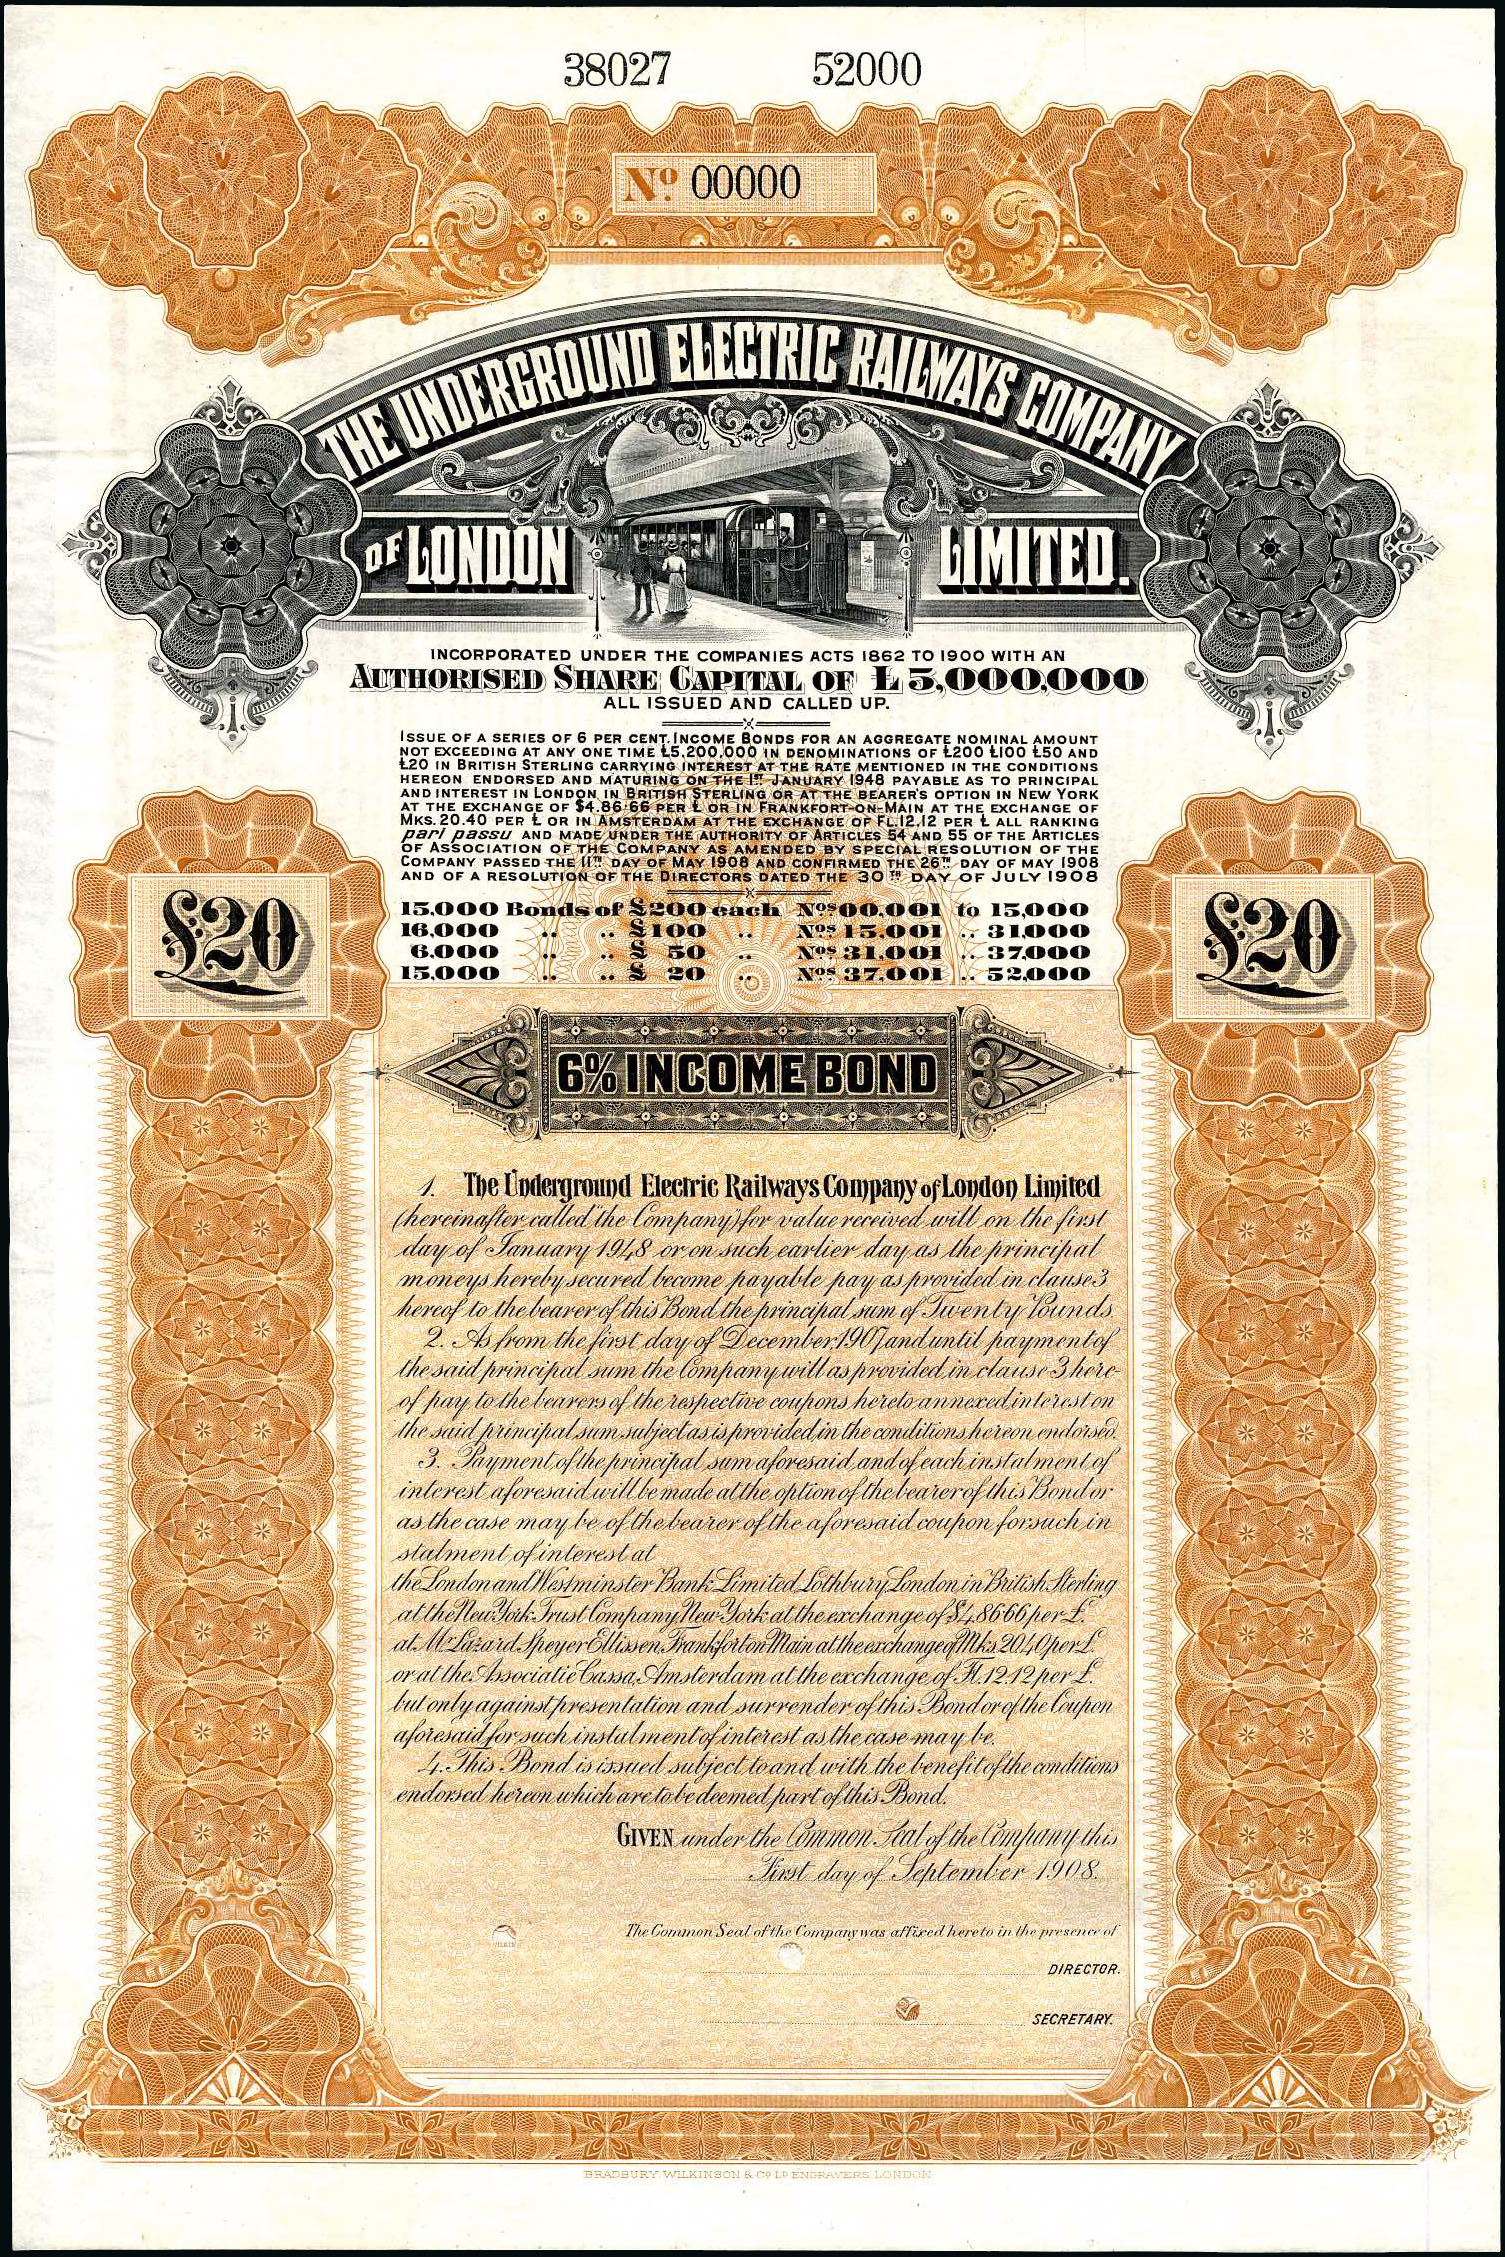 38027 52000
No. 00000
THE UNDERGROUND ELECTRIC RAILWAYS COMPANY
OF LONDON LIMITED.
INCORPORATED UNDER THE COMPANIES ACTS 1862 TO 1900 WITH AN
AUTHORISED SHARE CAPITAL OF £5,000,000
ALL ISSUED AND CALLED UP.
ISSUE OF A SERIES OF 6 PER CENT. INCOME BONDS FOR AN AGGREGATE NOMINAL AMOUNT
NOT EXCEEDING AT ANY ONE TIME £5,200,000 IN DENOMINATIONS OF £200 £100 £50 AND
£20 IN BRITISH STERLING CARRYING INTEREST AT THE RATE MENTIONED IN THE CONDITIONS
HEREON ENDORSED AND MATURING ON THE 1ST JANUARY 1948 PAYABLE AS TO PRINCIPAL
AND INTEREST IN LONDON IN BRITISH STERLING OR AT THE BEARER'S OPTION IN NEW YORK
AT THE EXCHANGE OF $4.86·66 PER £ OR IN FRANKFORT-ON-MAIN AT THE EXCHANGE OF
MKS. 20.40 PER £ OR IN AMSTERDAM AT THE EXCHANGE OF FL.12.12 PER £ ALL RANKING
pari passu AND MADE UNDER THE AUTHORITY OF ARTICLES 54 AND 55 OF THE ARTICLES
OF ASSOCIATION OF THE COMPANY AS AMENDED BY SPECIAL RESOLUTION OF THE
COMPANY PASSED THE 11TH DAY OF MAY 1908 AND CONFIRMED THE 26TH DAY OF MAY 1908
AND OF A RESOLUTION OF THE DIRECTORS DATED THE 30TH DAY OF JULY 1908
15,000 Bonds of £200 each Nos 00,001 to 15,000
16,000 .. .. £100 .. Nos 15,001 .. 31,000
6,000 .. .. £50 .. Nos 31,001 .. 37,000
15,000 .. .. £20 .. Nos 37,001 .. 52,000
£20 £20
6% INCOME BOND
1. The Underground Electric Railways Company of London Limited
(hereinafter called "the Company") for value received will on the first
day of January 1948 or on such earlier day as the principal
moneys hereby secured become payable pay as provided in clause 3
hereof to the bearer of this Bond the principal sum of Twenty Pounds.
2. As from the first day of December 1907 and until payment of
the said principal sum the Company will as provided in clause 3 here-
of pay to the bearers of the respective coupons hereto annexed interest on
the said principal sum subject as is provided in the conditions hereon endorsed.
3. Payment of the principal sum aforesaid and of each instalment of
interest aforesaid will be made at the option of the bearer of this Bond or
as the case may be of the bearer of the aforesaid coupon for such in
stalment of interest at
the London and Westminster Bank Limited Lothbury London in British Sterling
at the New York Trust Company New York at the exchange of $4.86.66 per £.
at Mr Lazard Speyer Ellissen Frankfort on Main at the exchange of Mks. 20.40 per £
or at the Associatie Cassa, Amsterdam at the exchange of Fl. 12.12 per £.
but only against presentation and surrender of this Bond or of the Coupon
aforesaid for such instalment of interest as the case may be.
4. This Bond is issued subject to and with the benefit of the conditions
endorsed hereon which are to be deemed part of this Bond.
GIVEN under the Common Seal of the Company this
First day of September 1908.
The Common Seal of the Company was affixed hereto in the presence of
DIRECTOR.
SECRETARY.
BRADBURY, WILKINSON & Co. Ld. ENGRAVERS, LONDON